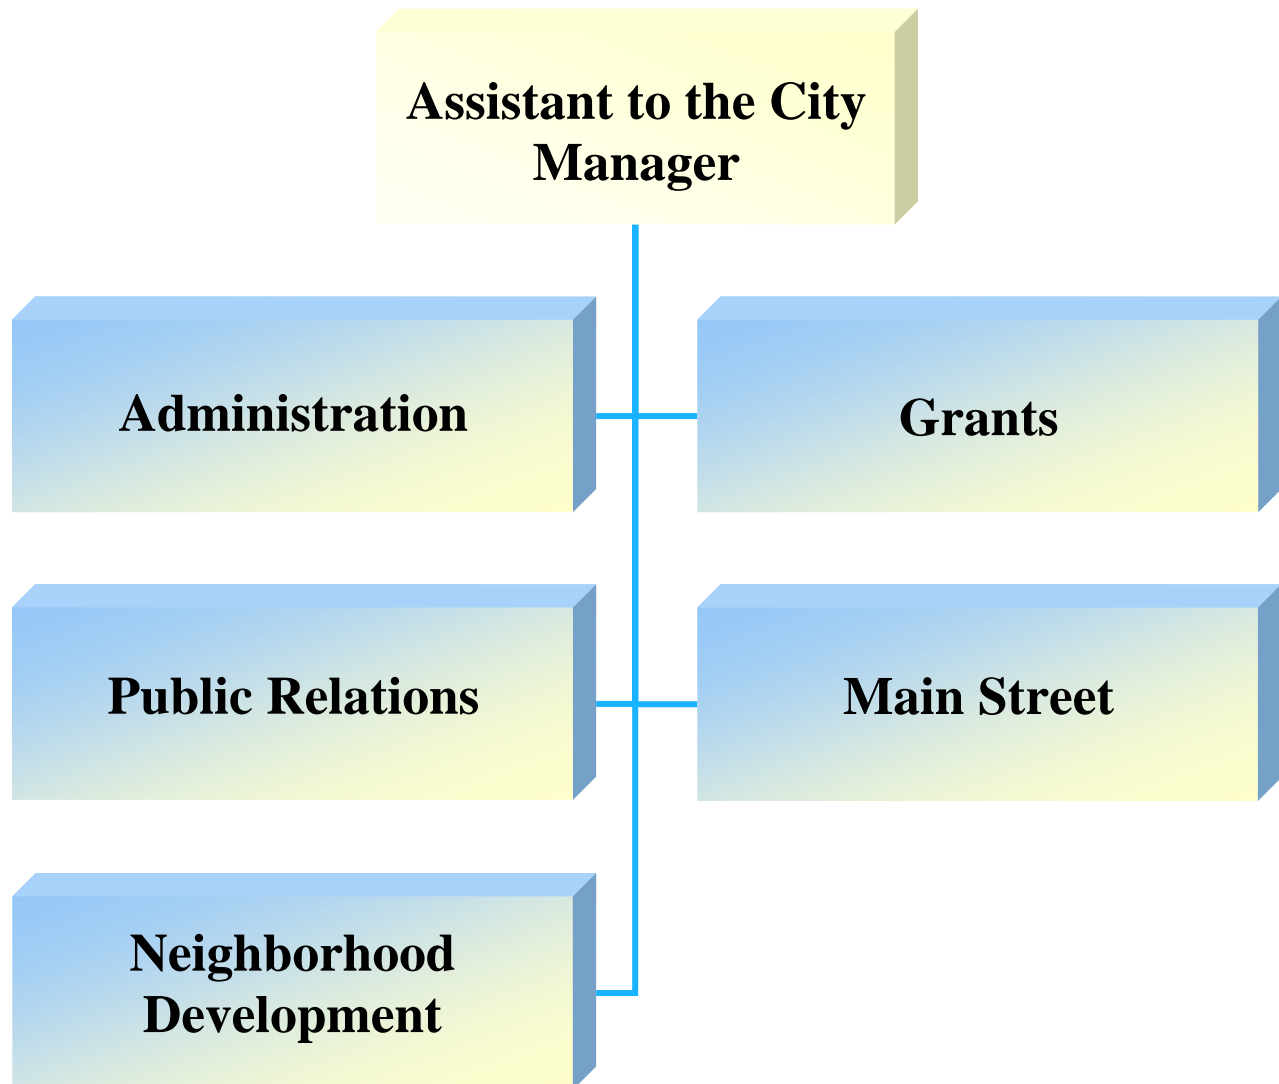 Assistant to the City
Manager
Administration
Grants
Public Relations
Main Street
Neighborhood
Development